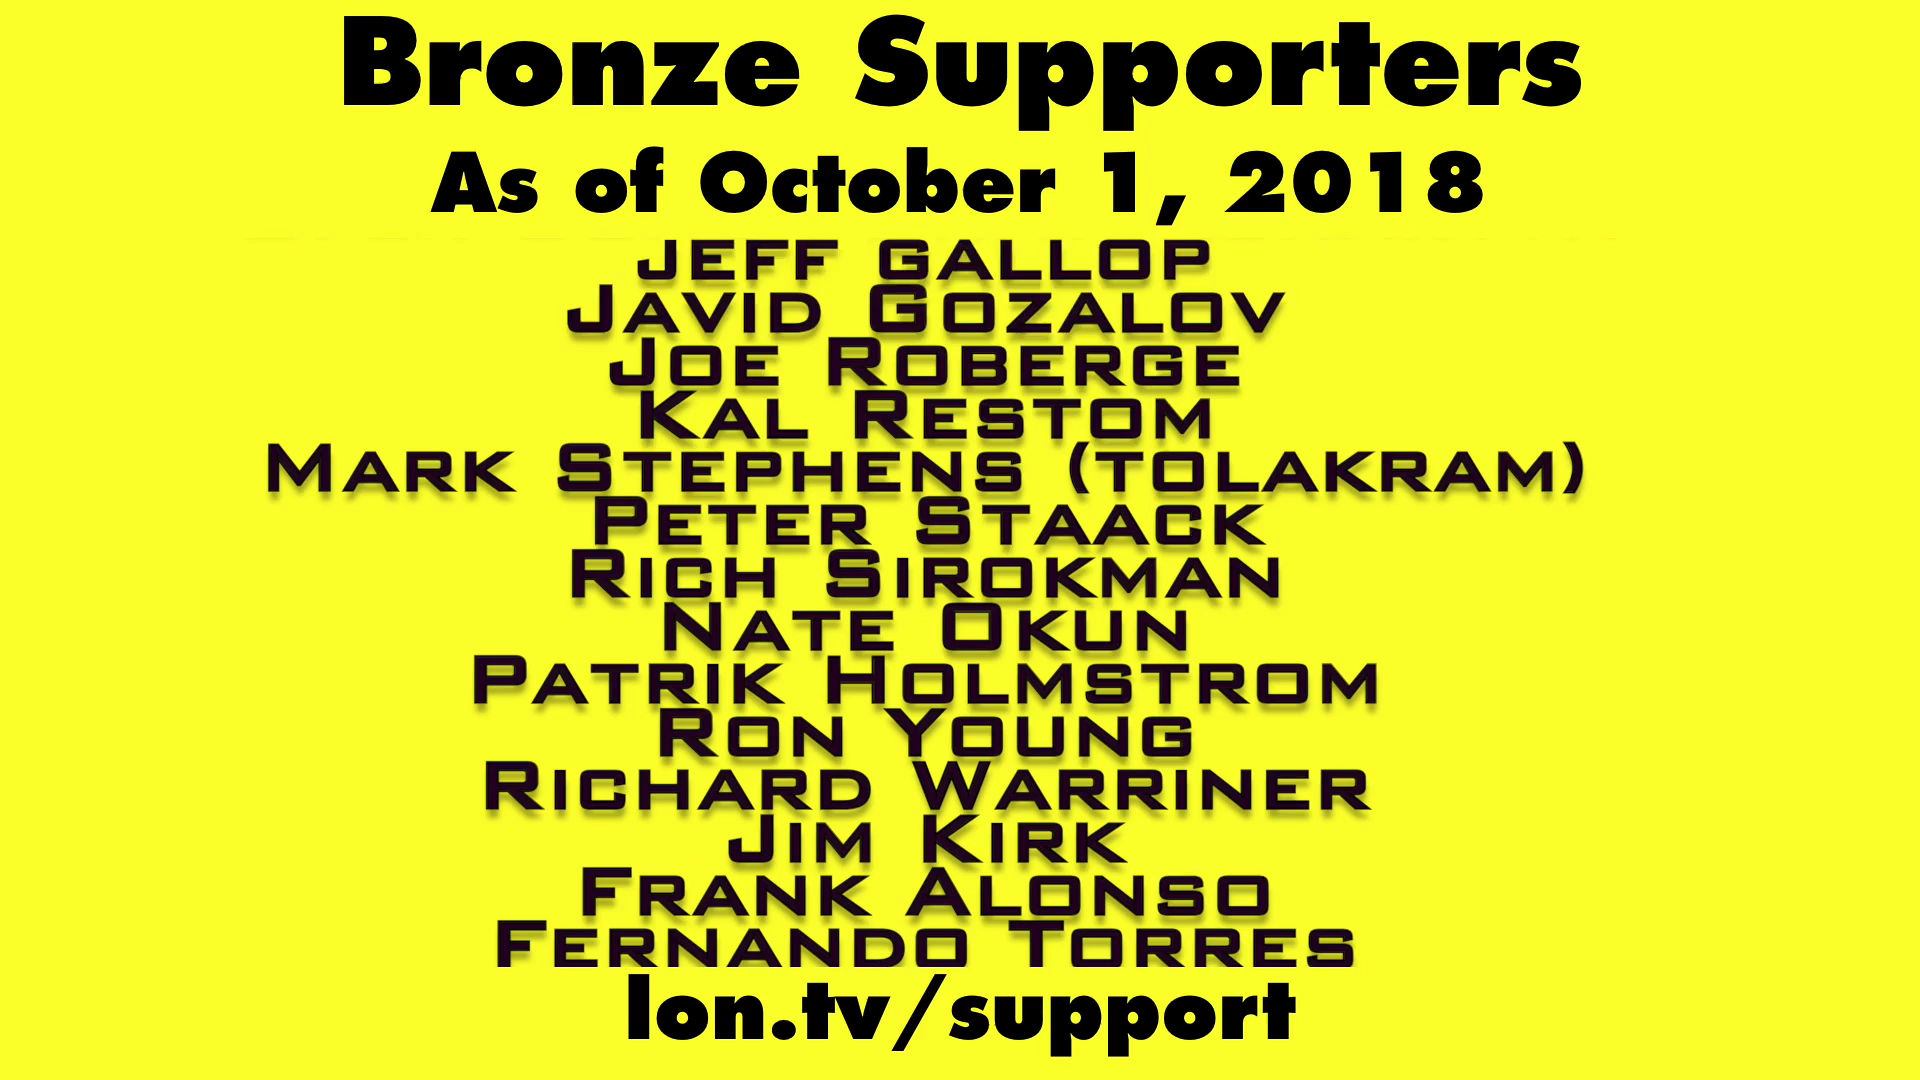 Bronze Supporters
As of October 1, 2018
JEFF GALLOP
JAVID GOZALOV
JOE ROBERGE
KAL RESTOM
MARK STEPHENS (TOLAKRAM)
PETER STAACK
RICH SIROKMAN
NATE OKUN
PATRIK HOLMSTROM
RON YOUNG
RICHARD WARRINER
JIM KIRK
FRANK ALONSO
FERNANDO TORRES
lon.tv/support